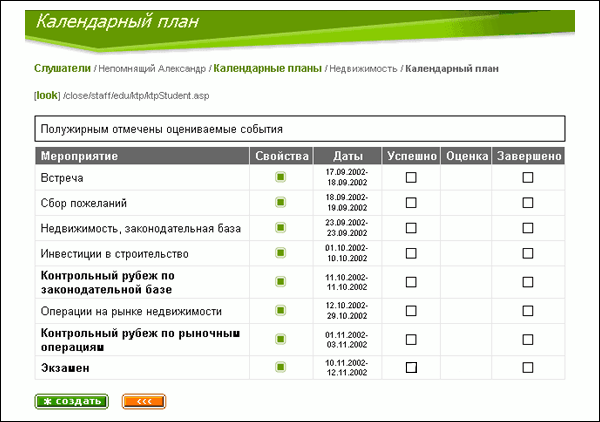 Календарный план
Слушатели / Непомнящий Александр / Календарные планы / Недвижимость / Календарный план
[look] /close/staff/edu/ktp/ktpStudent.asp
Полужирным отмечены оцениваемые события
Мероприятие Свойства Даты Успешно Оценка Завершено
Встреча 17.09.2002-
18.09.2002
Сбор пожеланий 18.09.2002-
19.09.2002
Недвижимость, законодательная база 23.09.2002-
23.09.2002
Инвестиции в строительство 01.10.2002-
10.10.2002
Контрольный рубеж по
законодательной базе
11.10.2002-
11.10.2002
Операции на рынке недвижимости 12.10.2002-
29.10.2002
Контрольный рубеж по рыночным
операциям
01.11.2002-
03.11.2002
Экзамен 10.11.2002-
12.11.2002
* создать <<<